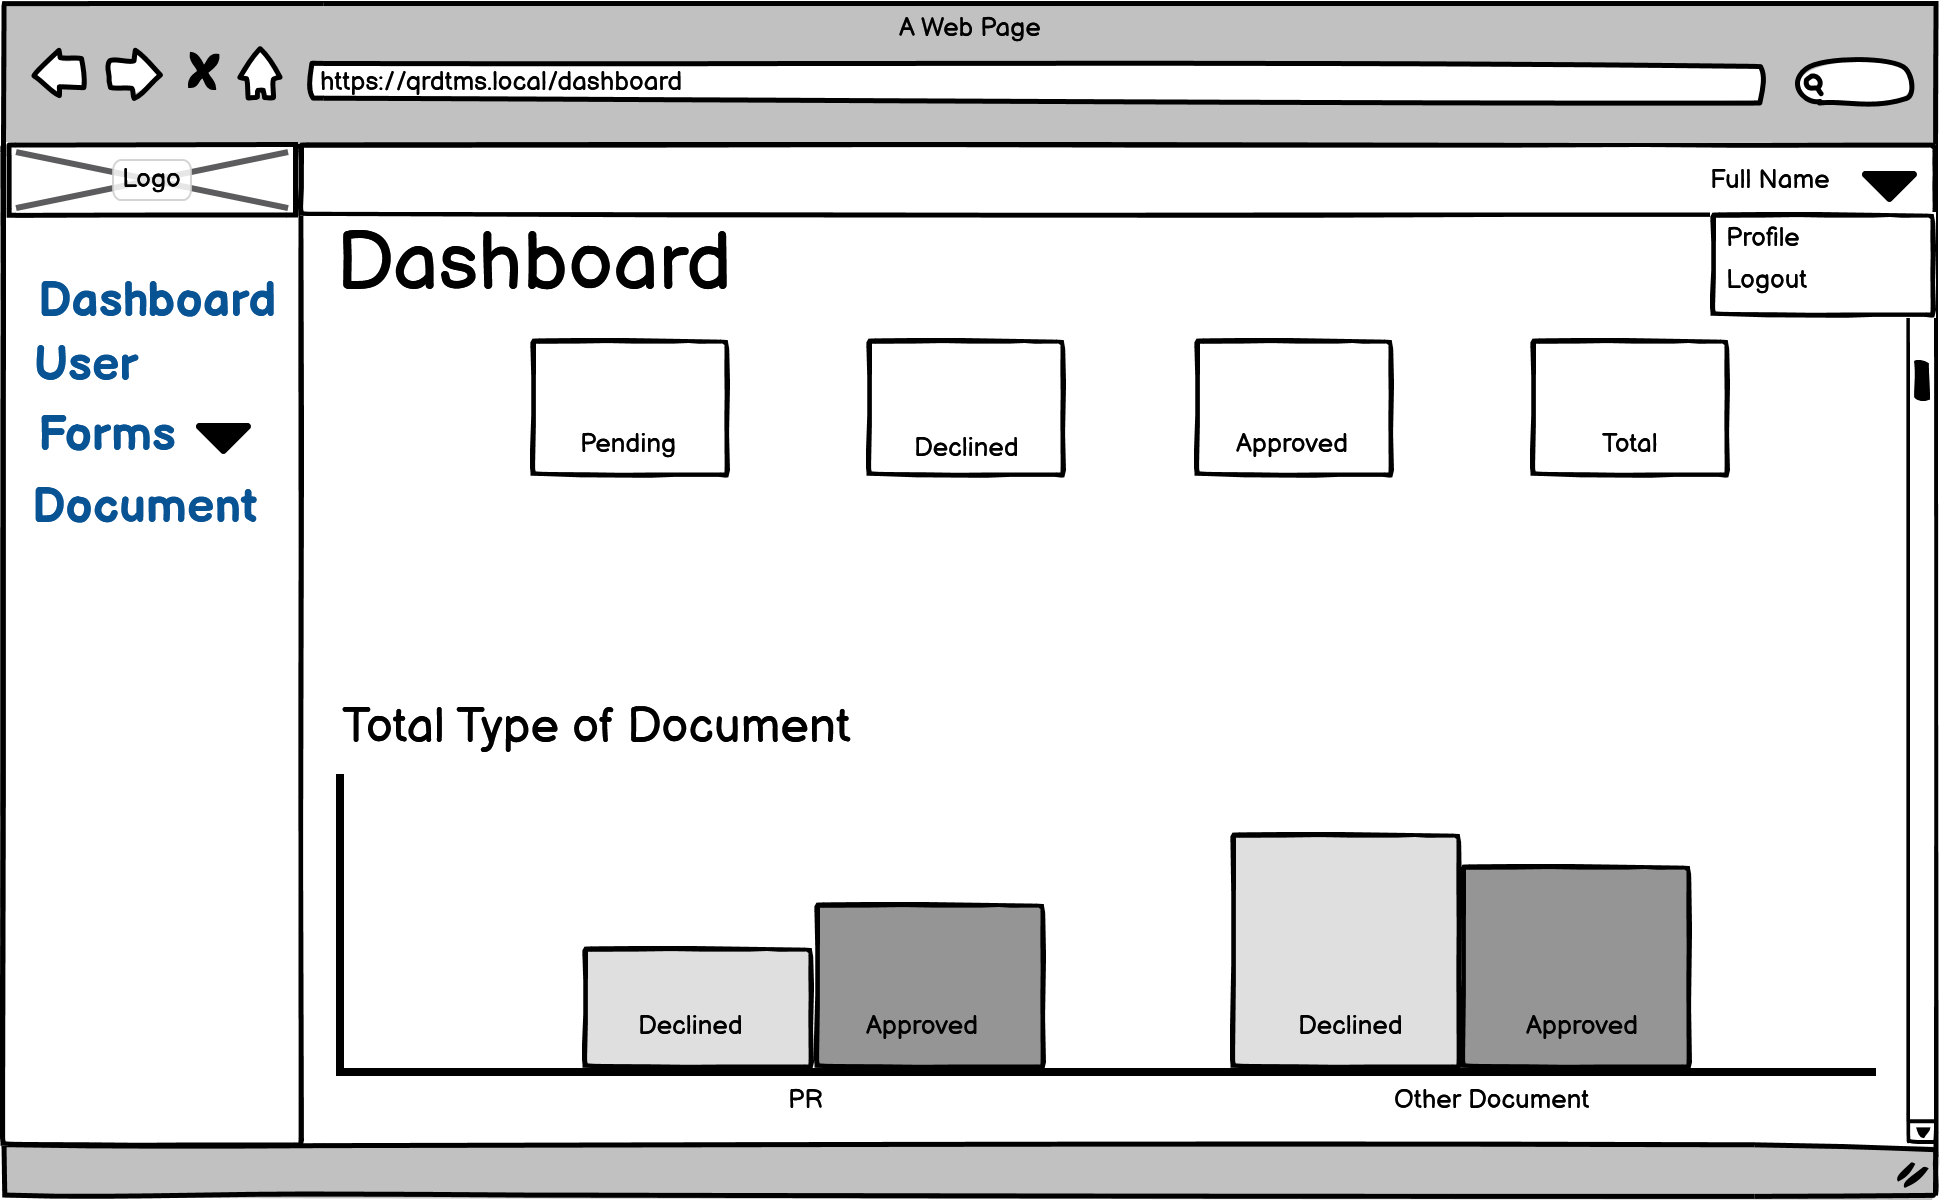 A Web Page
https://qrdtms.local/dashboard
Logo
Full Name
Profile
Logout
Dashboard
User
Forms
Document
Dashboard
Pending
Declined
Approved
Total
Total Type of Document
Declined
Approved
Declined
Approved
PR
Other Document